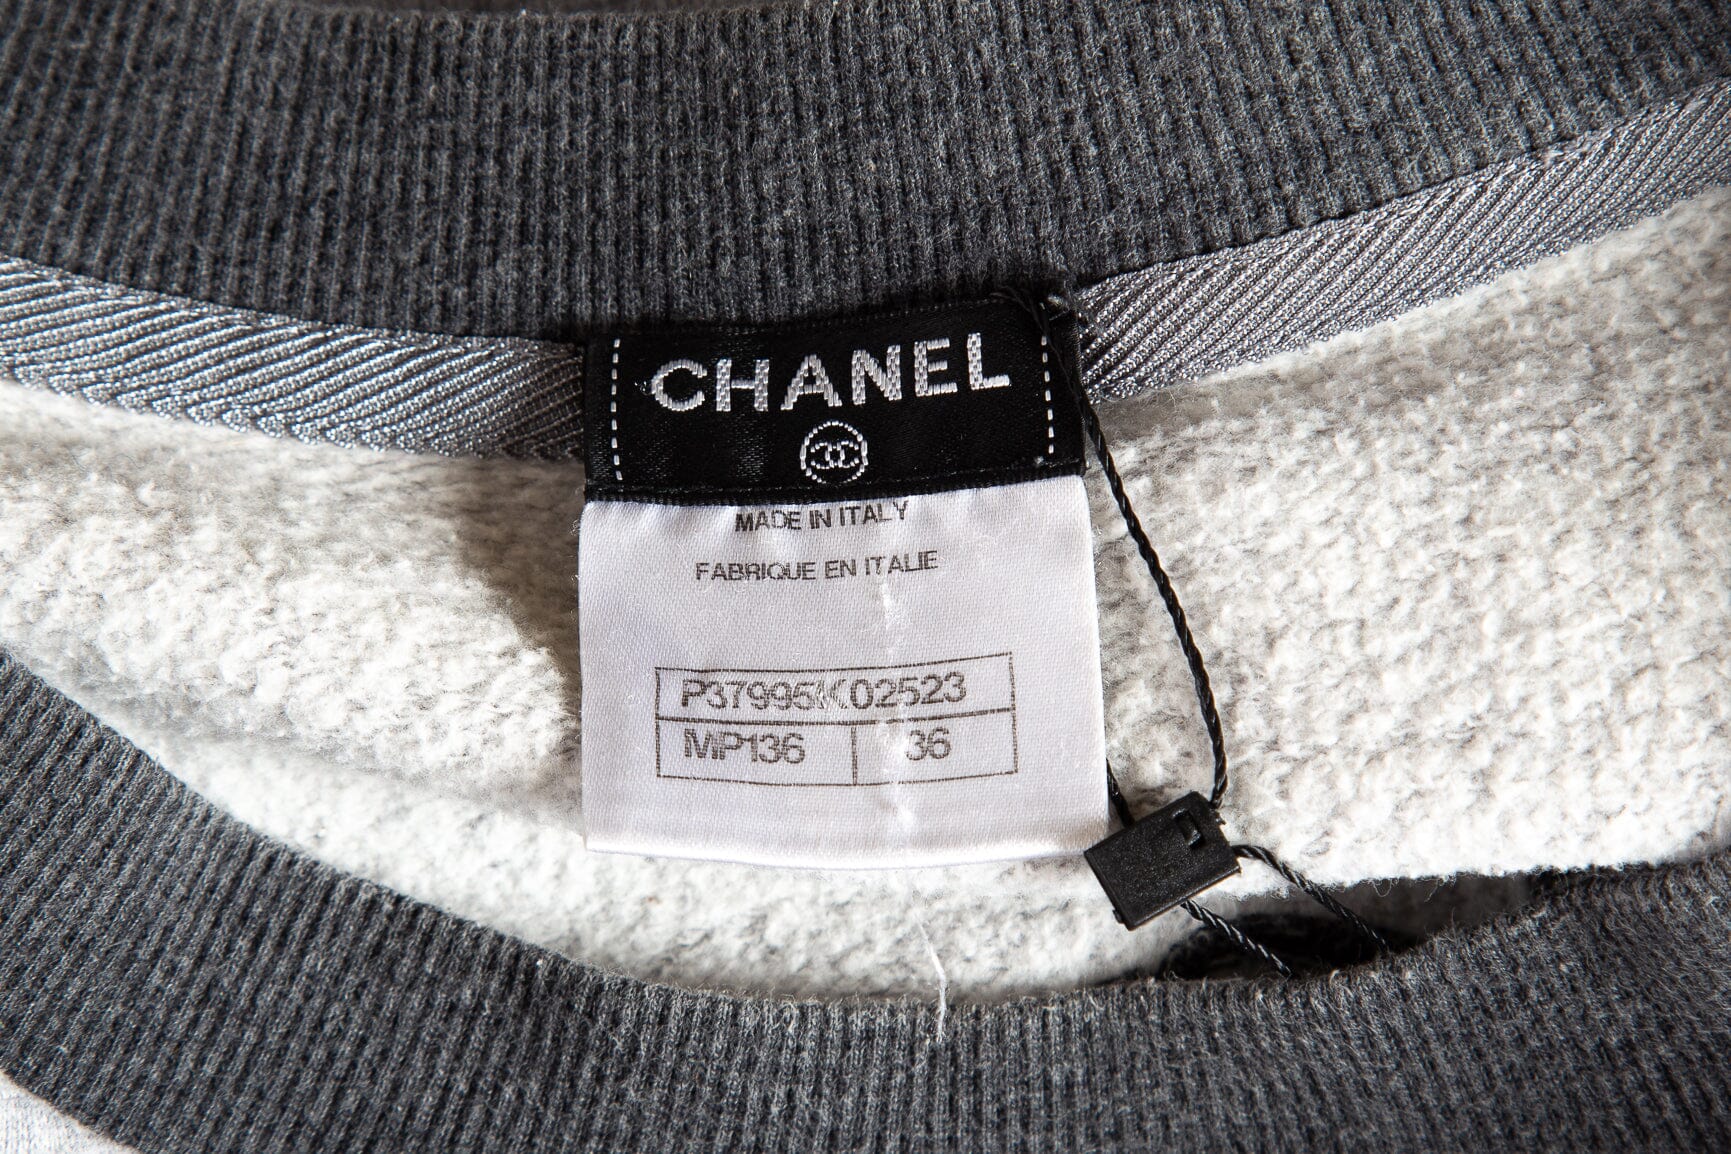 CHANEL
MADE IN ITALY
FABRIQUE EN ITALIE
P37995K02523
MP136 36